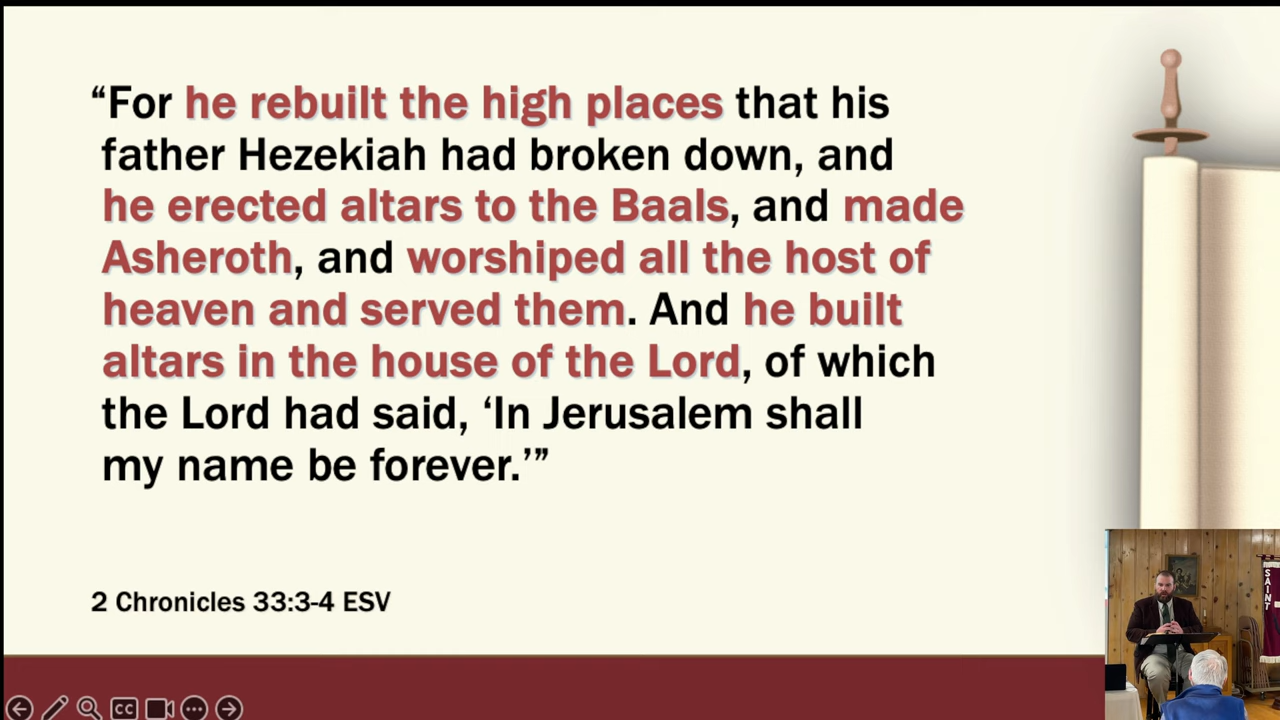 “For he rebuilt the high places that his
father Hezekiah had broken down, and
he erected altars to the Baals, and made
Asheroth, and worshiped all the host of
heaven and served them. And he built
altars in the house of the Lord, of which
the Lord had said, ‘In Jerusalem shall
my name be forever.’”
2 Chronicles 33:3-4 ESV
SAINT
CC